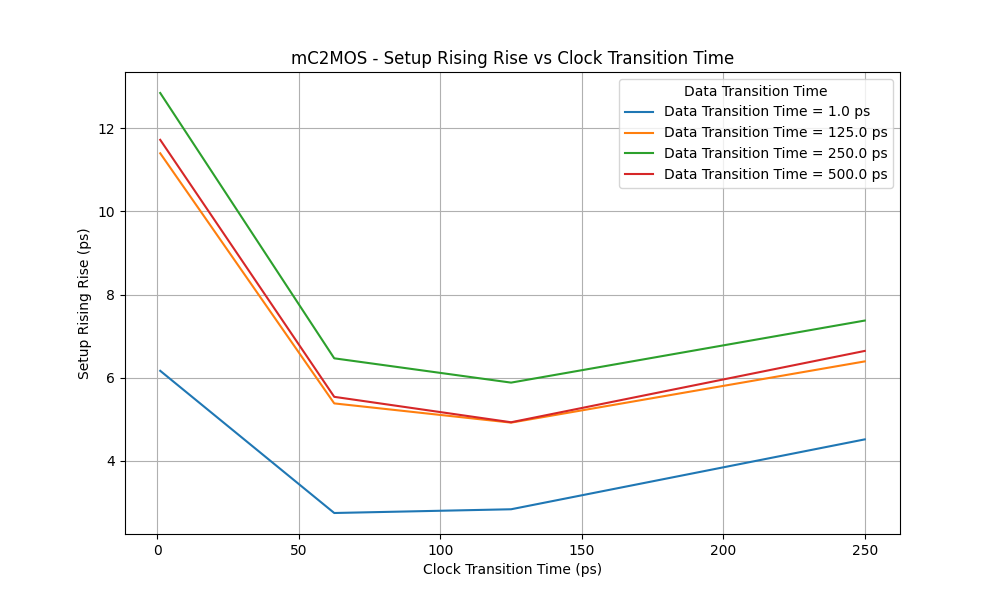 mC2MOS - Setup Rising Rise vs Clock Transition Time
Data Transition Time
Data Transition Time = 1.0 ps
Data Transition Time = 125.0 ps
Data Transition Time = 250.0 ps
Data Transition Time = 500.0 ps
Setup Rising Rise (ps)
12
10
8
6
4
0
50
100
150
200
250
Clock Transition Time (ps)